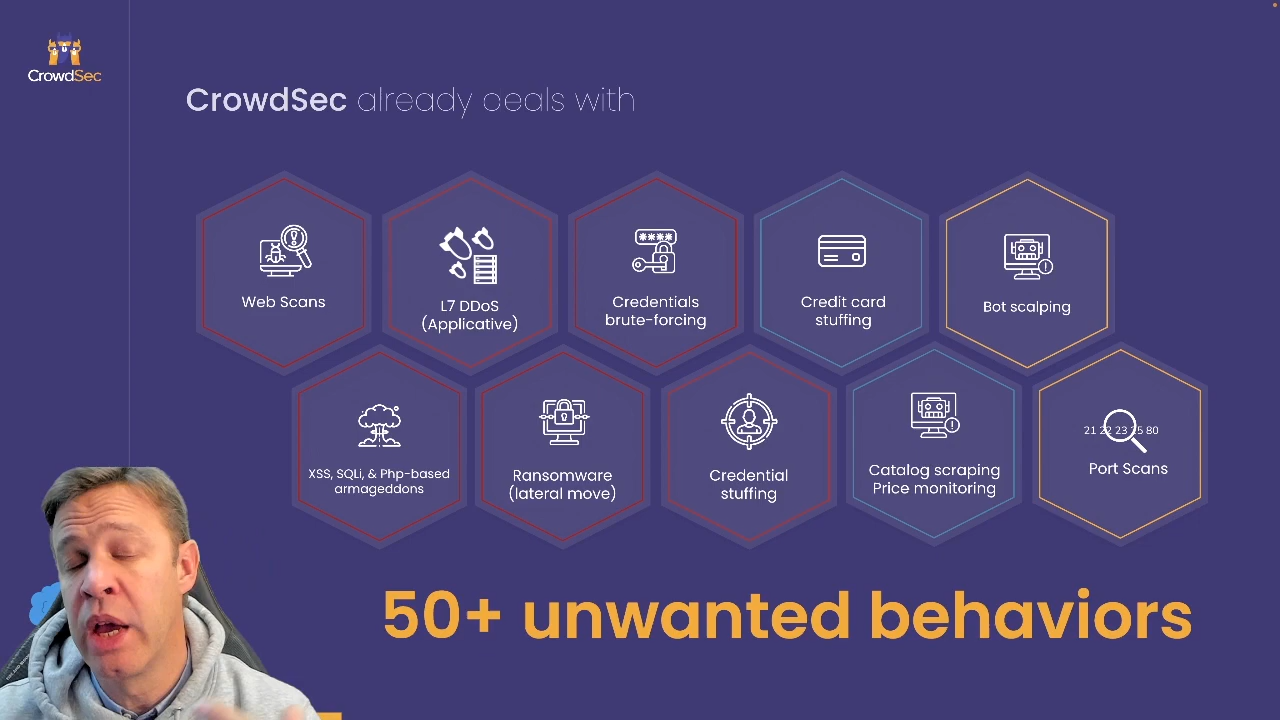 CrowdSec
CrowdSec already deals with
Web Scans
L7 DDoS
(Applicative)
Credentials
brute-forcing
Credit card
stuffing
Bot scalping
XSS, SQLi, & Php-based
armageddons
Ransomware
(lateral move)
Credential
stuffing
Catalog scraping
Price monitoring
21 22 23 25 80
Port Scans
50+ unwanted behaviors